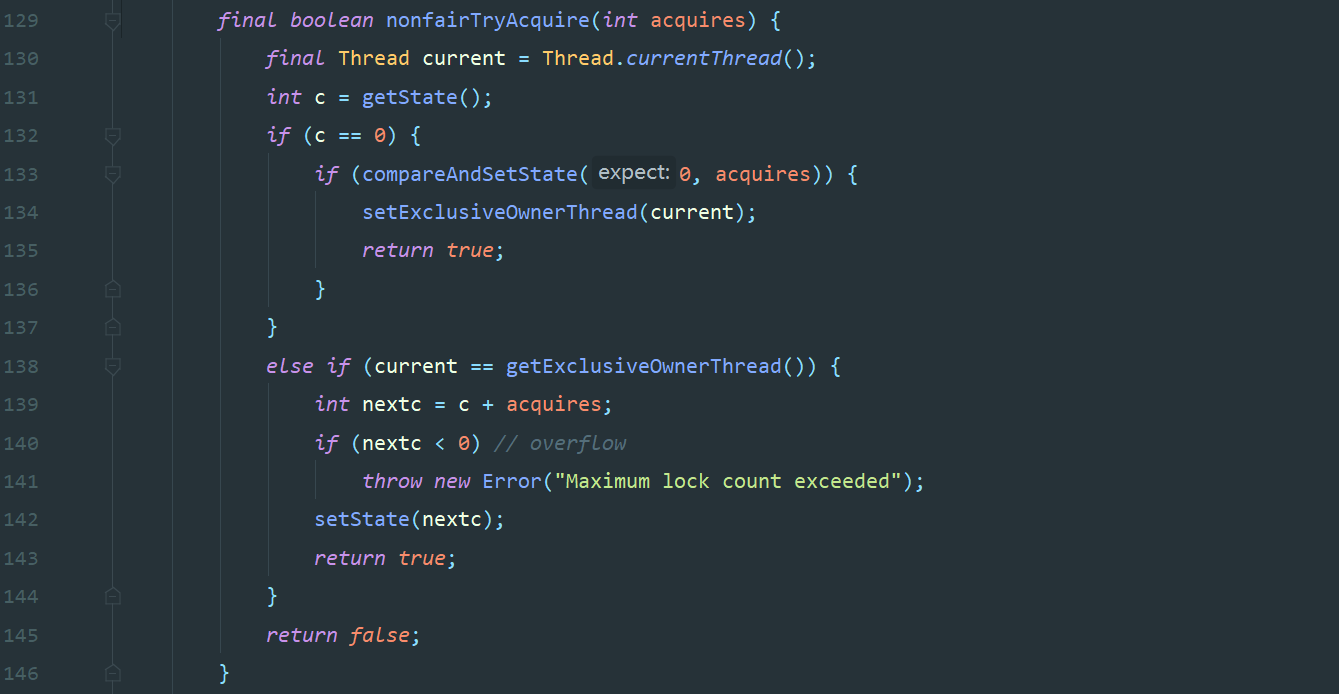 129 final boolean nonfairTryAcquire(int acquires) {
130 final Thread current = Thread.currentThread();
131 int c = getState();
132 if (c == 0) {
133 if (compareAndSetState( expect: 0, acquires)) {
134 setExclusiveOwnerThread(current);
135 return true;
136 }
137 }
138 else if (current == getExclusiveOwnerThread()) {
139 int nextc = c + acquires;
140 if (nextc < 0) // overflow
141 throw new Error("Maximum lock count exceeded");
142 setState(nextc);
143 return true;
144 }
145 return false;
146 }